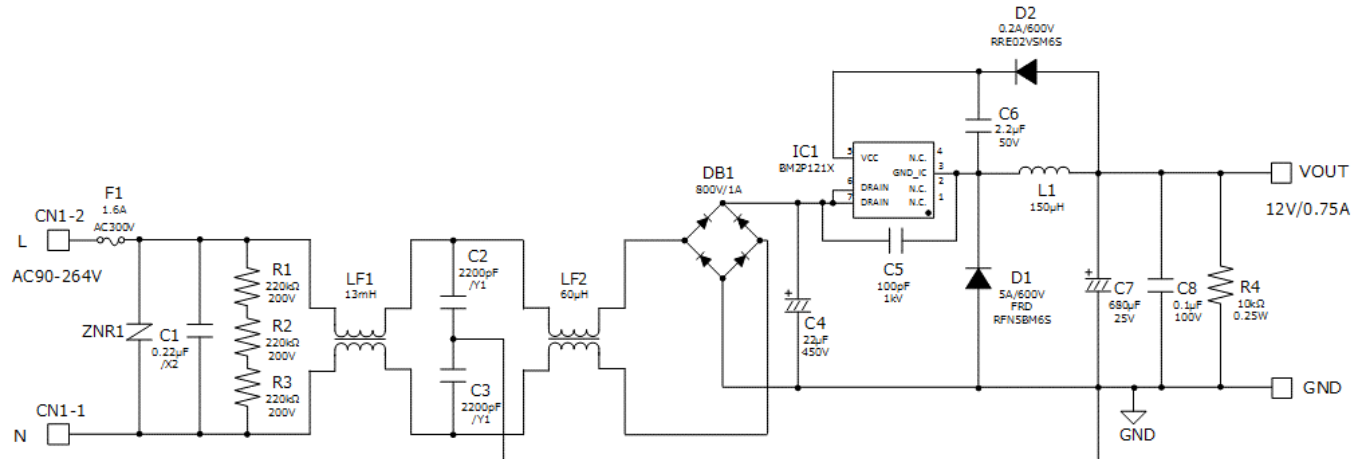 D2
0.2A/600V
RRE02VSM6S
C6
2.2µF
50V
IC1
BM2P121X
5
VCC
N.C.
4
GND_IC
3
6
DRAIN
N.C.
2
7
DRAIN
N.C.
1
DB1
800V/1A
L1
150µH
VOUT
12V/0.75A
F1
1.6A
AC300V
CN1-2
L
AC90-264V
C5
100pF
1kV
C2
2200pF
/Y1
LF1
13mH
LF2
60µH
R1
220kΩ
200V
D1
5A/600V
FRD
RFN5BM6S
C7
680µF
25V
C8
0.1µF
100V
R4
10kΩ
0.25W
ZNR1
C1
0.22µF
/X2
R2
220kΩ
200V
C4
22µF
450V
R3
220kΩ
200V
C3
2200pF
/Y1
CN1-1
N
GND
GND